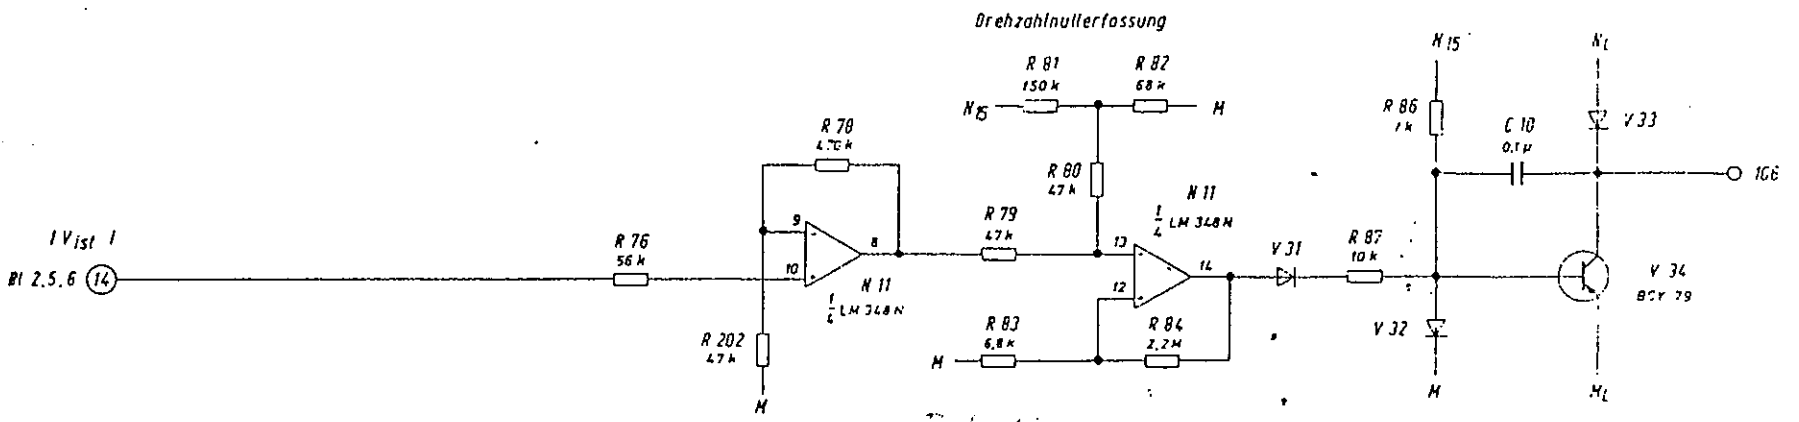 Drehzahlnullerfassung
R 81
150 k
R 82
68 k
N15
M
R 78
470 k
R 80
47 k
N 11
1/4 LM 348 N
N15
R 86
1 k
C 10
0,1 µ
V 33
106
| Vist |
Bl 2.5.6
14
R 76
56 k
9
10
8
N 11
1/4 LM 348 N
R 79
47 k
13
12
14
V 31
R 87
10 k
V 34
79
R 202
47 k
M
M
R 83
6,8 k
R 84
2,2 M
V 32
M
ML